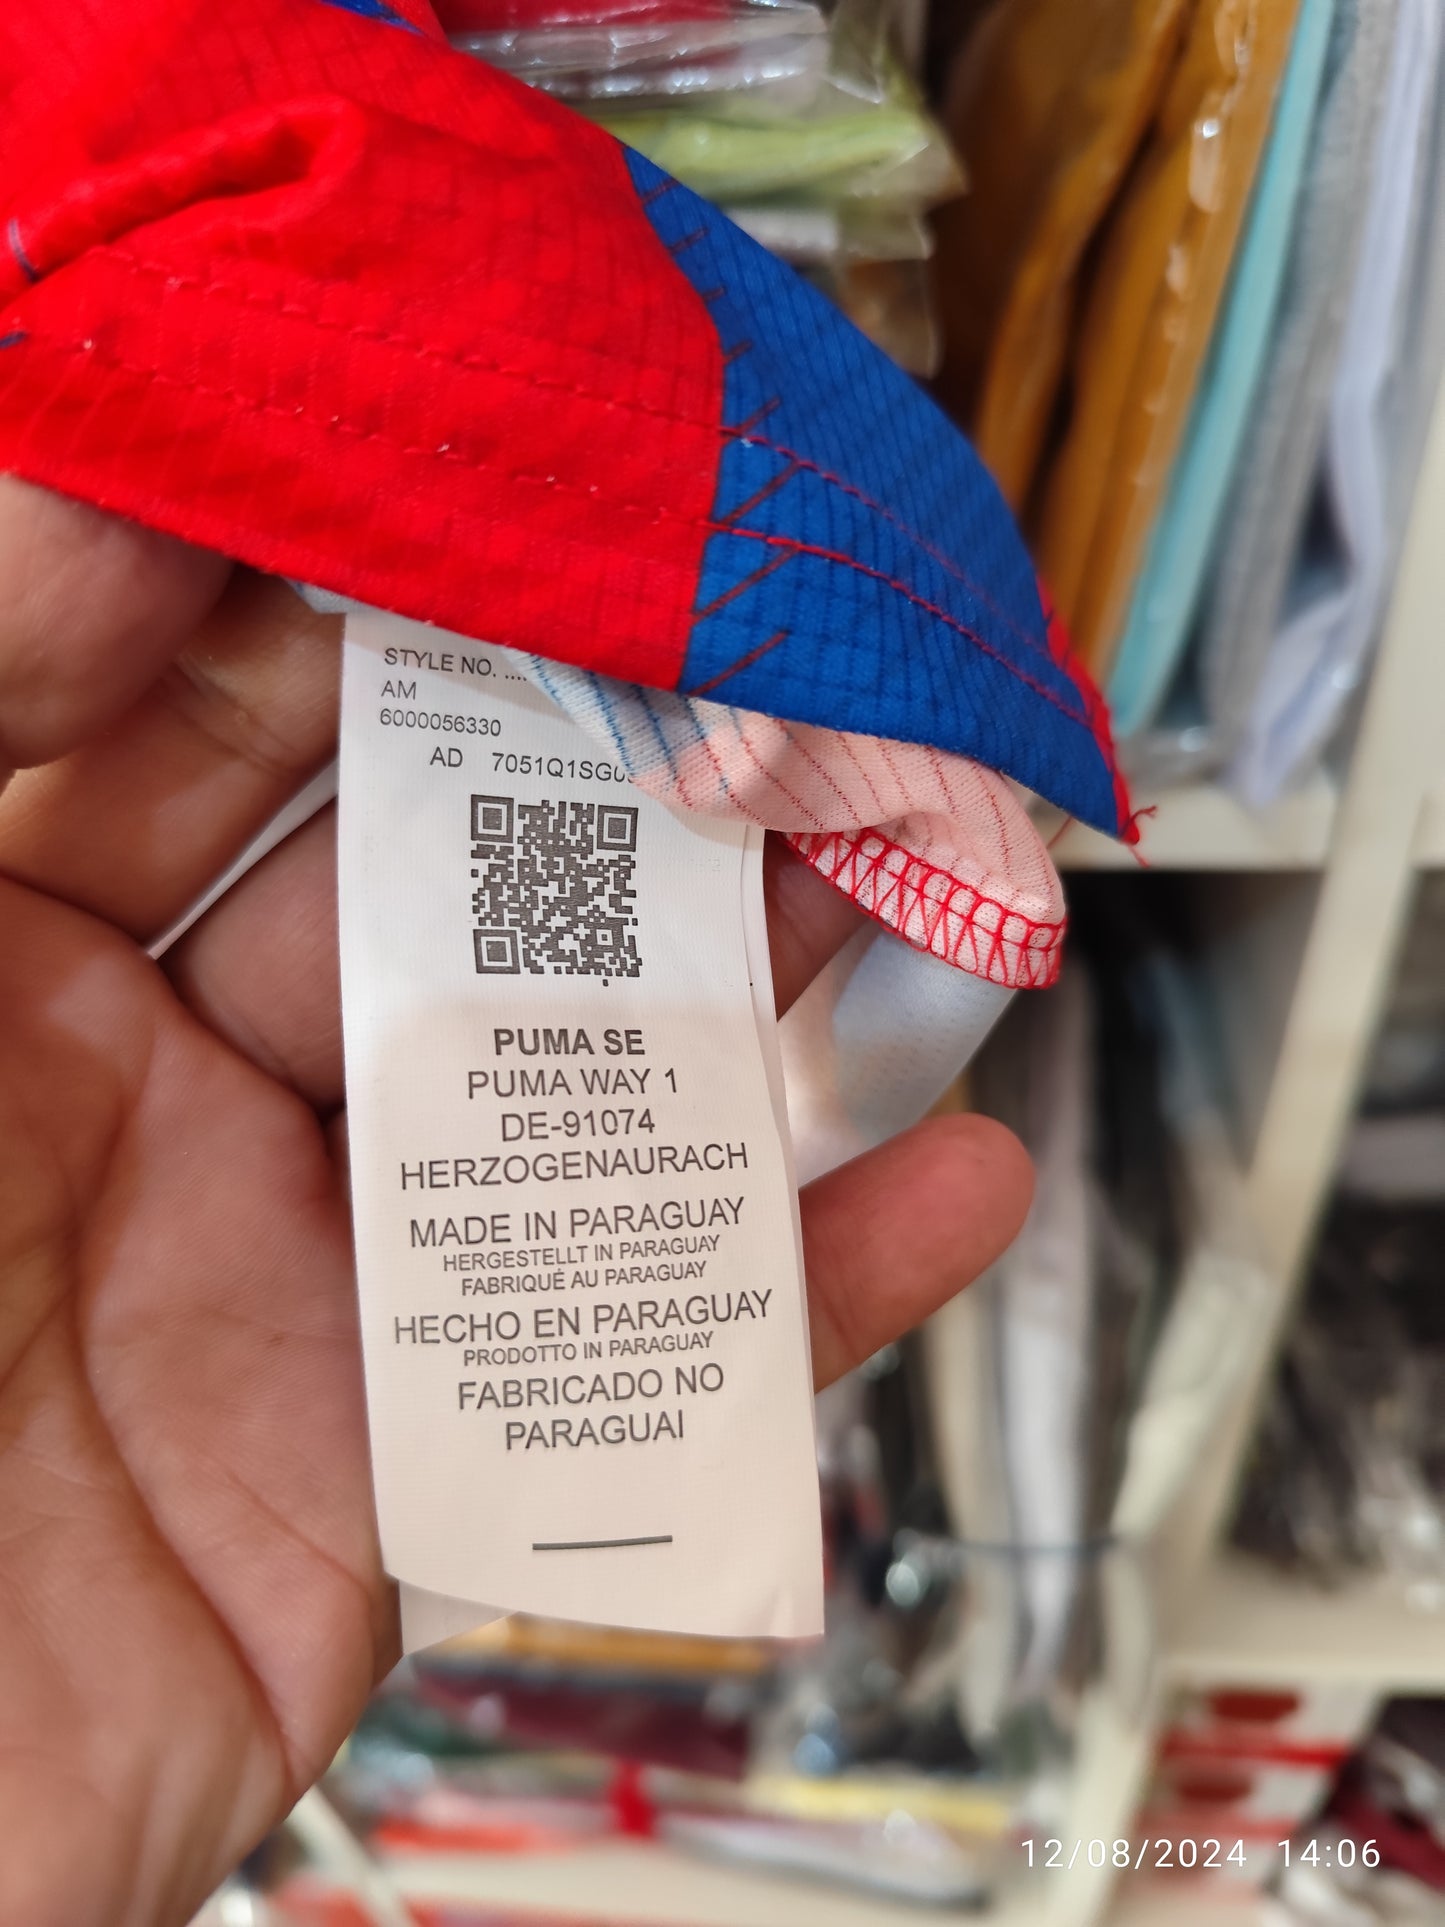 STYLE NO. ....
AM
6000056330
AD 7051Q1SG0
PUMA SE
PUMA WAY 1
DE-91074
HERZOGENAURACH
MADE IN PARAGUAY
HERGESTELLT IN PARAGUAY
FABRIQUÉ AU PARAGUAY
HECHO EN PARAGUAY
PRODOTTO IN PARAGUAY
FABRICADO NO
PARAGUAI
12/08/2024 14:06